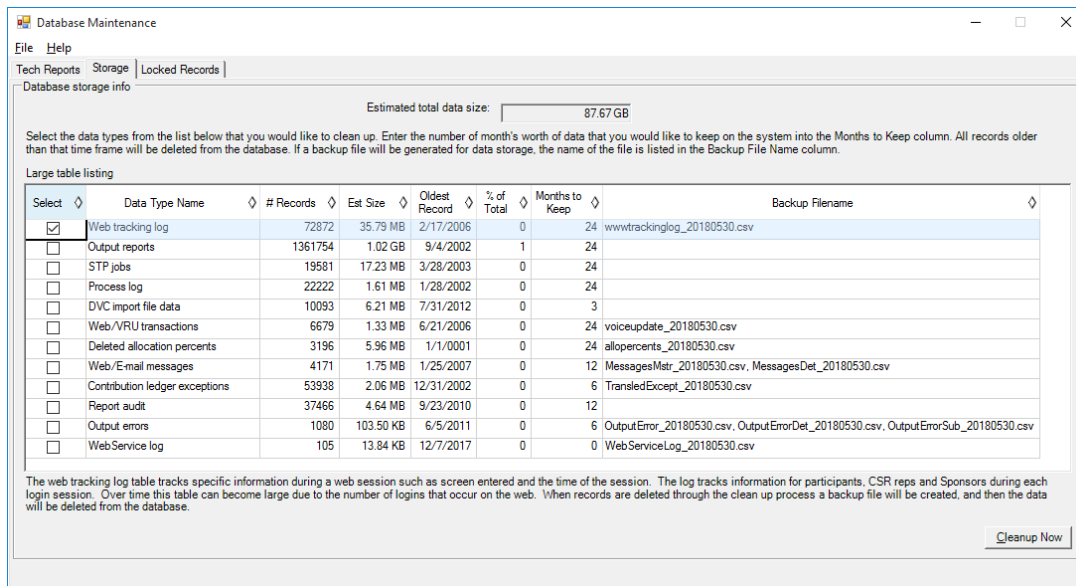 Database Maintenance
File Help
Tech Reports Storage Locked Records
Database storage info
Estimated total data size: 87.67 GB
Select the data types from the list below that you would like to clean up. Enter the number of month's worth of data that you would like to keep on the system into the Months to Keep column. All records older
than that time frame will be deleted from the database. If a backup file will be generated for data storage, the name of the file is listed in the Backup File Name column.
Large table listing
Select Data Type Name # Records Est Size Oldest Record % of Total Months to Keep Backup Filename
Web tracking log 72872 35.79 MB 2/17/2006 0 24 wwwtrackinglog_20180530.csv
Output reports 1361754 1.02 GB 9/4/2002 1 24
STP jobs 19581 17.23 MB 3/28/2003 0 24
Process log 22222 1.61 MB 1/28/2002 0 24
DVC import file data 10093 6.21 MB 7/31/2012 0 3
Web/VRU transactions 6679 1.33 MB 6/21/2006 0 24 voiceupdate_20180530.csv
Deleted allocation percents 3196 5.96 MB 1/1/0001 0 24 allopercents_20180530.csv
Web/E-mail messages 4171 1.75 MB 1/25/2007 0 12 MessagesMstr_20180530.csv, MessagesDet_20180530.csv
Contribution ledger exceptions 53938 2.06 MB 12/31/2002 0 6 TransledExcept_20180530.csv
Report audit 37466 4.64 MB 9/23/2010 0 12
Output errors 1080 103.50 KB 6/5/2011 0 6 OutputError_20180530.csv, OutputErrorDet_20180530.csv, OutputErrorSub_20180530.csv
WebService log 105 13.84 KB 12/7/2017 0 0 WebServiceLog_20180530.csv
The web tracking log table tracks specific information during a web session such as screen entered and the time of the session. The log tracks information for participants, CSR reps and Sponsors during each
login session. Over time this table can become large due to the number of logins that occur on the web. When records are deleted through the clean up process a backup file will be created, and then the data
will be deleted from the database.
Cleanup Now